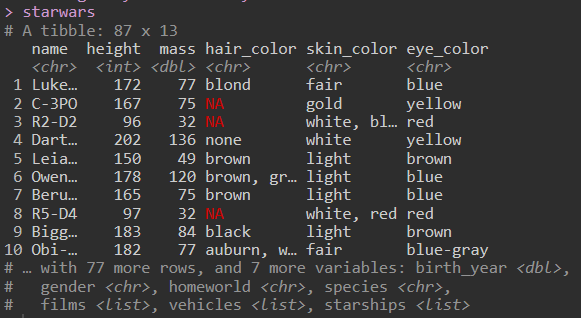 > starwars
# A tibble: 87 x 13
   name  height  mass hair_color skin_color eye_color
   <chr>  <int> <dbl> <chr>      <chr>      <chr>
 1 Luke…    172    77 blond      fair       blue
 2 C-3PO    167    75 NA         gold       yellow
 3 R2-D2     96    32 NA         white, bl… red
 4 Dart…    202   136 none       white      yellow
 5 Leia…    150    49 brown      light      brown
 6 Owen…    178   120 brown, gr… light      blue
 7 Beru…    165    75 brown      light      blue
 8 R5-D4     97    32 NA         white, red red
 9 Bigg…    183    84 black      light      brown
10 Obi-…    182    77 auburn, w… fair       blue-gray
# … with 77 more rows, and 7 more variables: birth_year <dbl>,
#   gender <chr>, homeworld <chr>, species <chr>,
#   films <list>, vehicles <list>, starships <list>